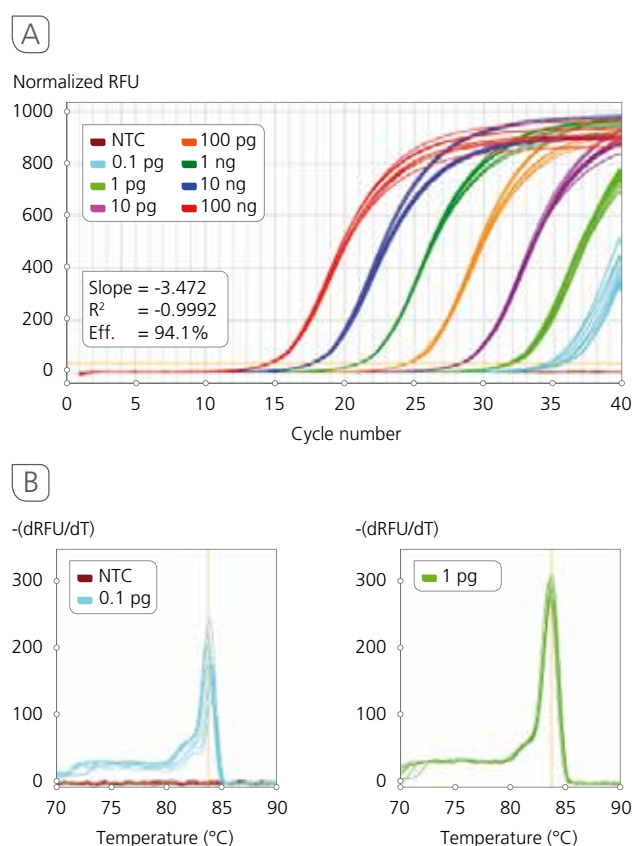 A
Normalized RFU
1000
800
600
400
200
0
NTC 100 pg
0.1 pg 1 ng
1 pg 10 ng
10 pg 100 ng
Slope = -3.472
R² = -0.9992
Eff. = 94.1%
0 5 10 15 20 25 30 35 40
Cycle number
B
-(dRFU/dT)
300
200
100
0
NTC
0.1 pg
70 75 80 85 90
Temperature (°C)
-(dRFU/dT)
300
200
100
0
1 pg
70 75 80 85 90
Temperature (°C)